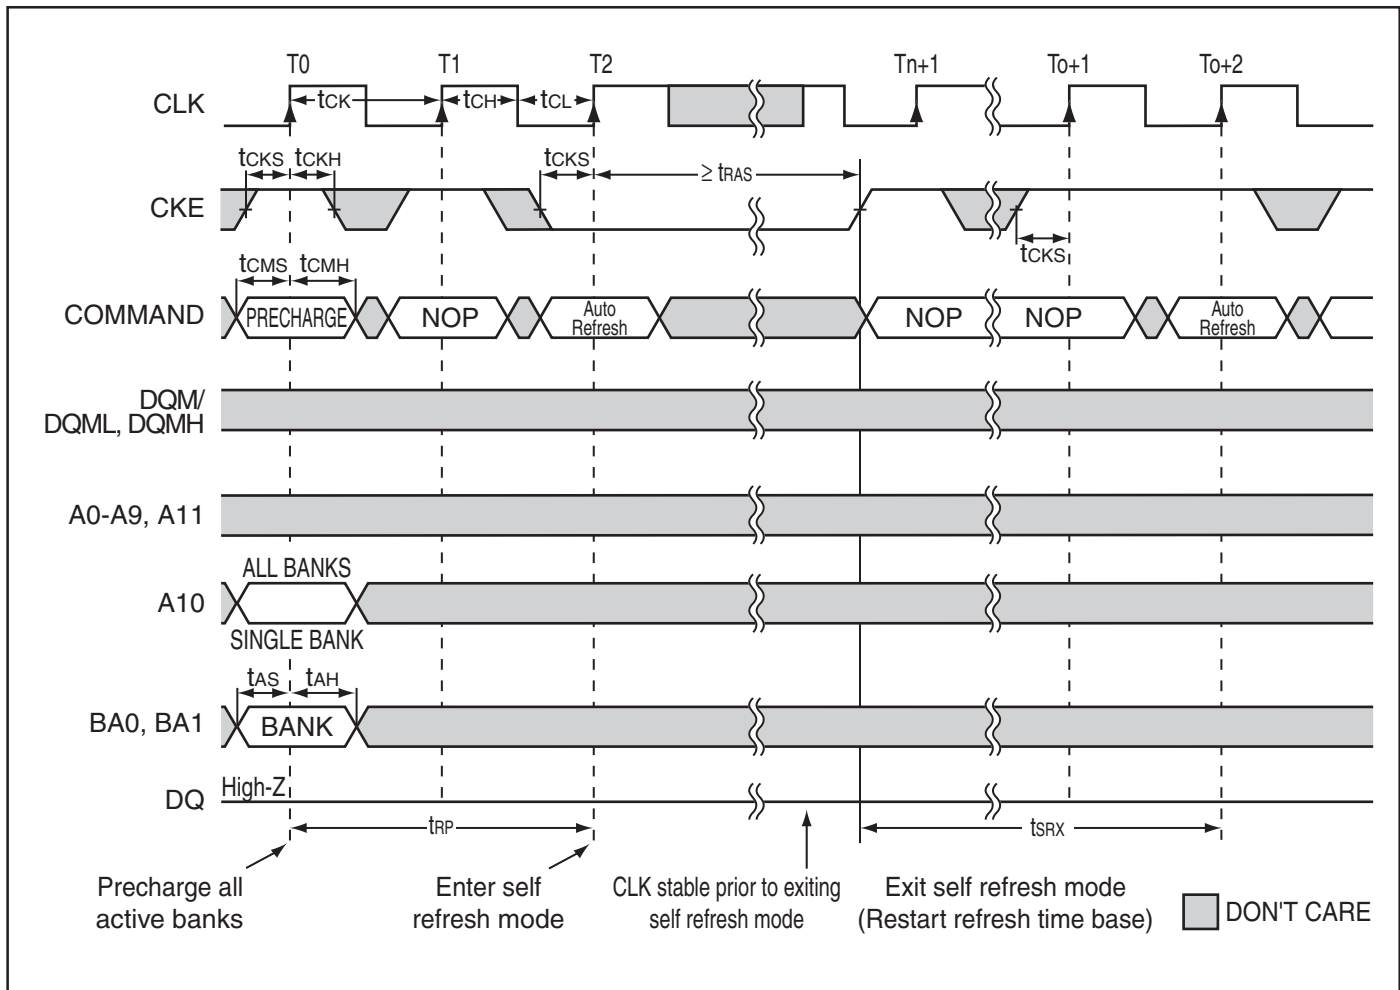 T0 T1 T2 Tn+1 To+1 To+2
CLK tCK tCH tCL
tCKS tCKH tCKS ≥ tRAS
CKE
tCKS
tCMS tCMH
COMMAND PRECHARGE NOP Auto Refresh NOP NOP Auto Refresh
DQM/
DQML, DQMH
A0-A9, A11
ALL BANKS
A10
SINGLE BANK
tAS tAH
BA0, BA1 BANK
High-Z
DQ
tRP tSRX
Precharge all
active banks
Enter self
refresh mode
CLK stable prior to exiting
self refresh mode
Exit self refresh mode
(Restart refresh time base)
DON'T CARE